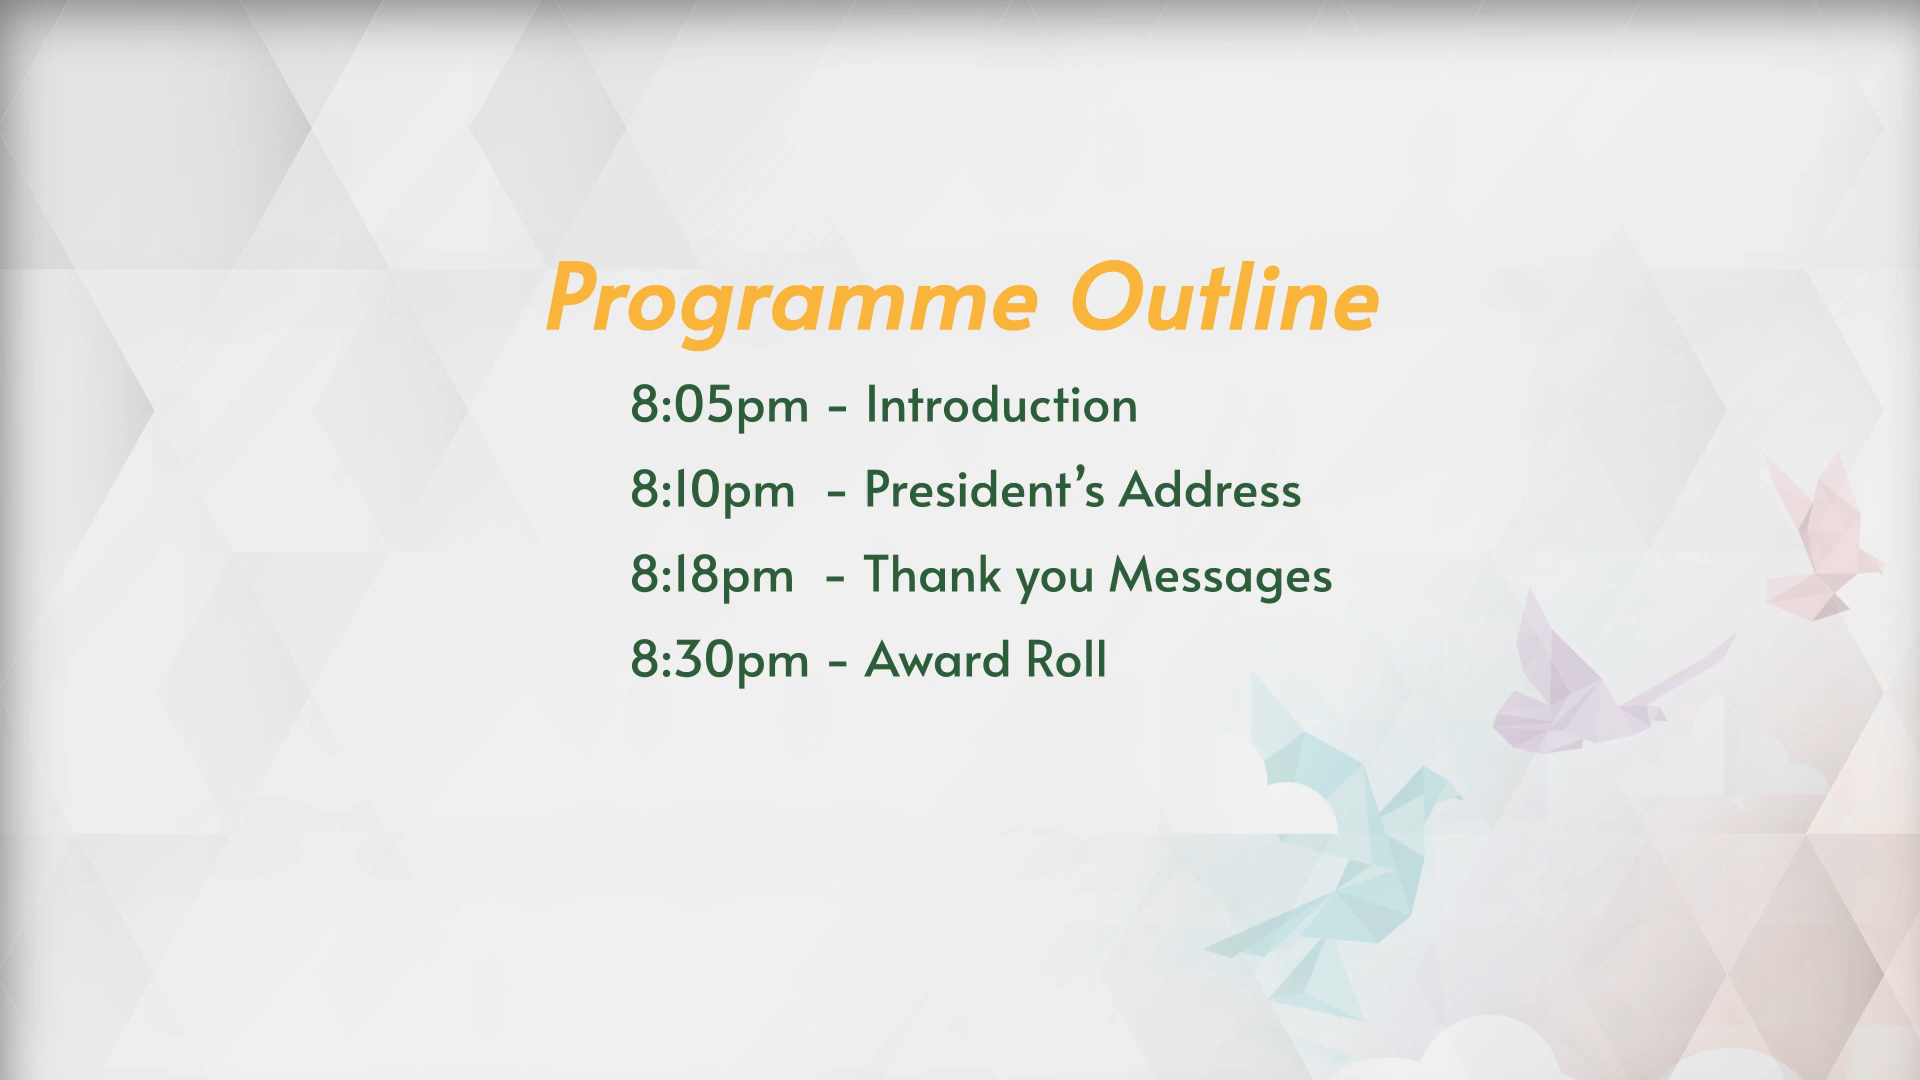 Programme Outline
8:05pm - Introduction
8:10pm - President’s Address
8:18pm - Thank you Messages
8:30pm - Award Roll